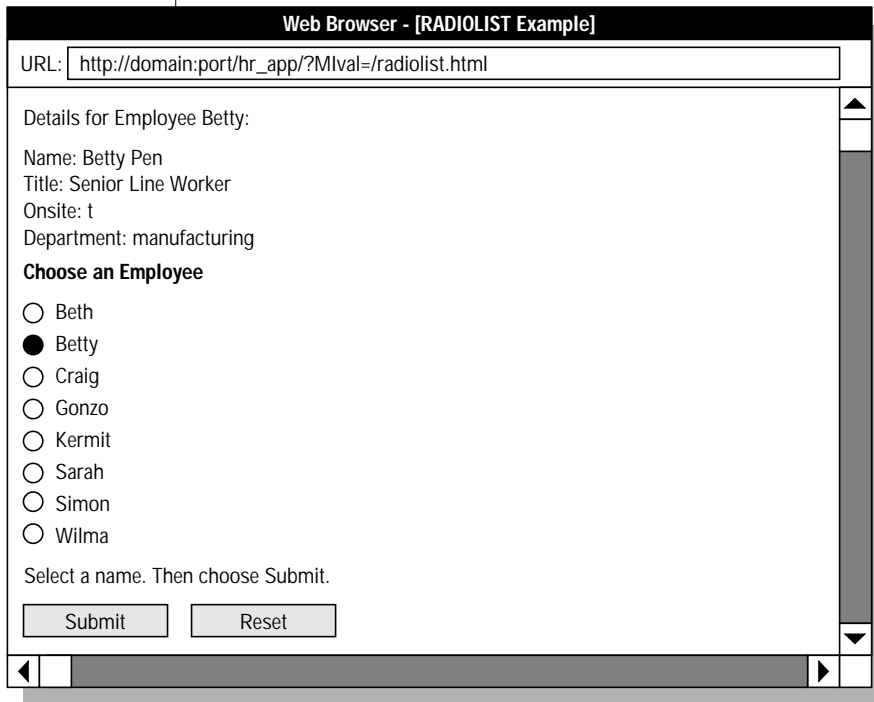 Web Browser - [RADIOLIST Example]
URL: http://domain:port/hr_app/?MIval=/radiolist.html
Details for Employee Betty:
Name: Betty Pen
Title: Senior Line Worker
Onsite: t
Department: manufacturing
Choose an Employee
Beth
Betty
Craig
Gonzo
Kermit
Sarah
Simon
Wilma
Select a name. Then choose Submit.
Submit Reset